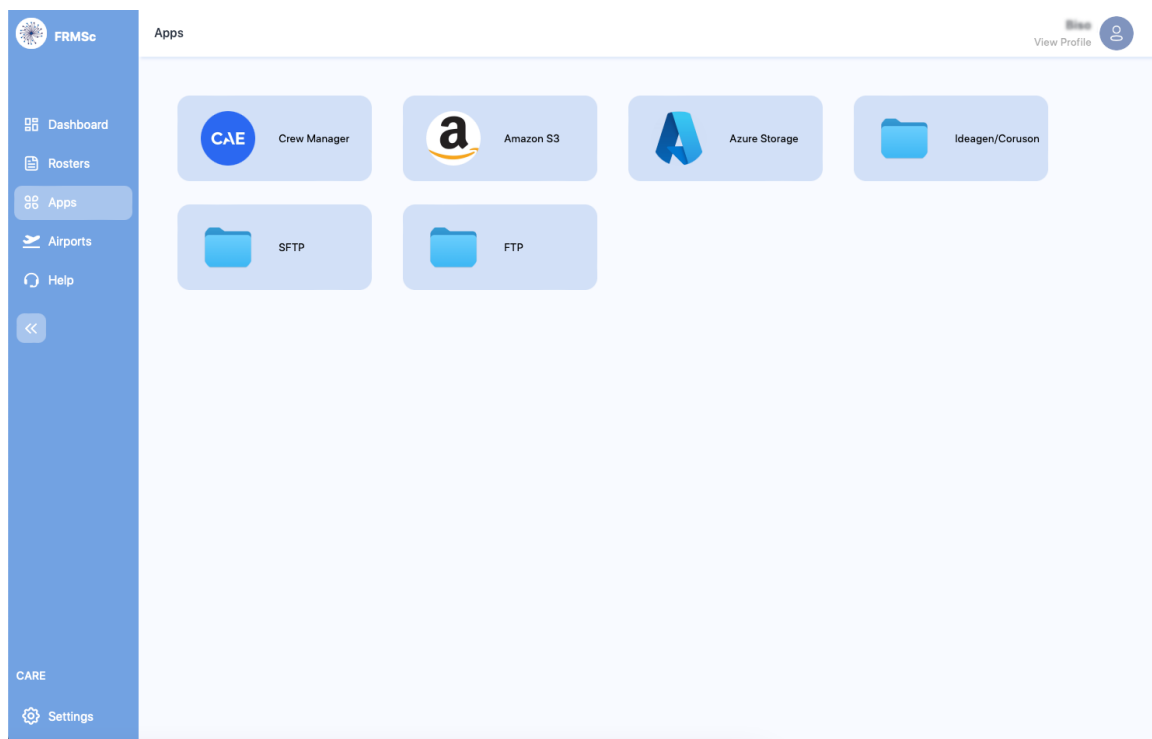 FRMSc
Apps
View Profile
Dashboard
Rosters
Apps
Airports
Help
CAE
Crew Manager
a
Amazon S3
Azure Storage
Ideagen/Coruson
SFTP
FTP
CARE
Settings